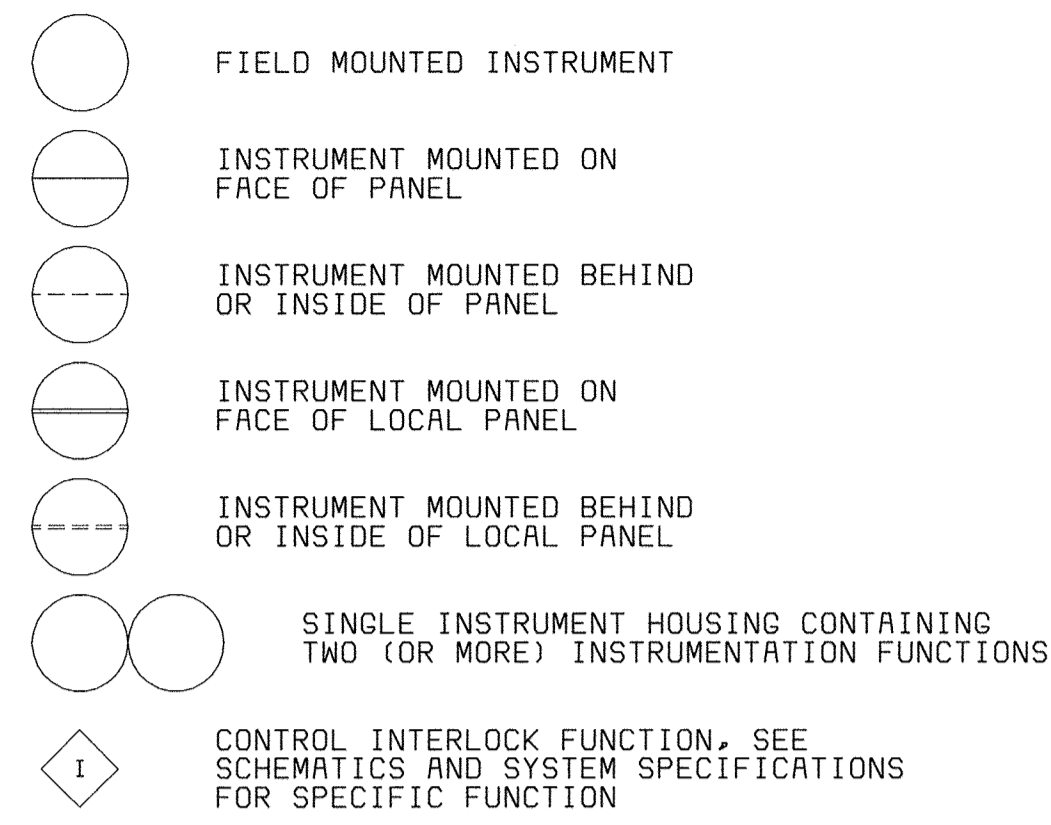 FIELD MOUNTED INSTRUMENT
INSTRUMENT MOUNTED ON
FACE OF PANEL
INSTRUMENT MOUNTED BEHIND
OR INSIDE OF PANEL
INSTRUMENT MOUNTED ON
FACE OF LOCAL PANEL
INSTRUMENT MOUNTED BEHIND
OR INSIDE OF LOCAL PANEL
SINGLE INSTRUMENT HOUSING CONTAINING
TWO (OR MORE) INSTRUMENTATION FUNCTIONS
I
CONTROL INTERLOCK FUNCTION, SEE
SCHEMATICS AND SYSTEM SPECIFICATIONS
FOR SPECIFIC FUNCTION